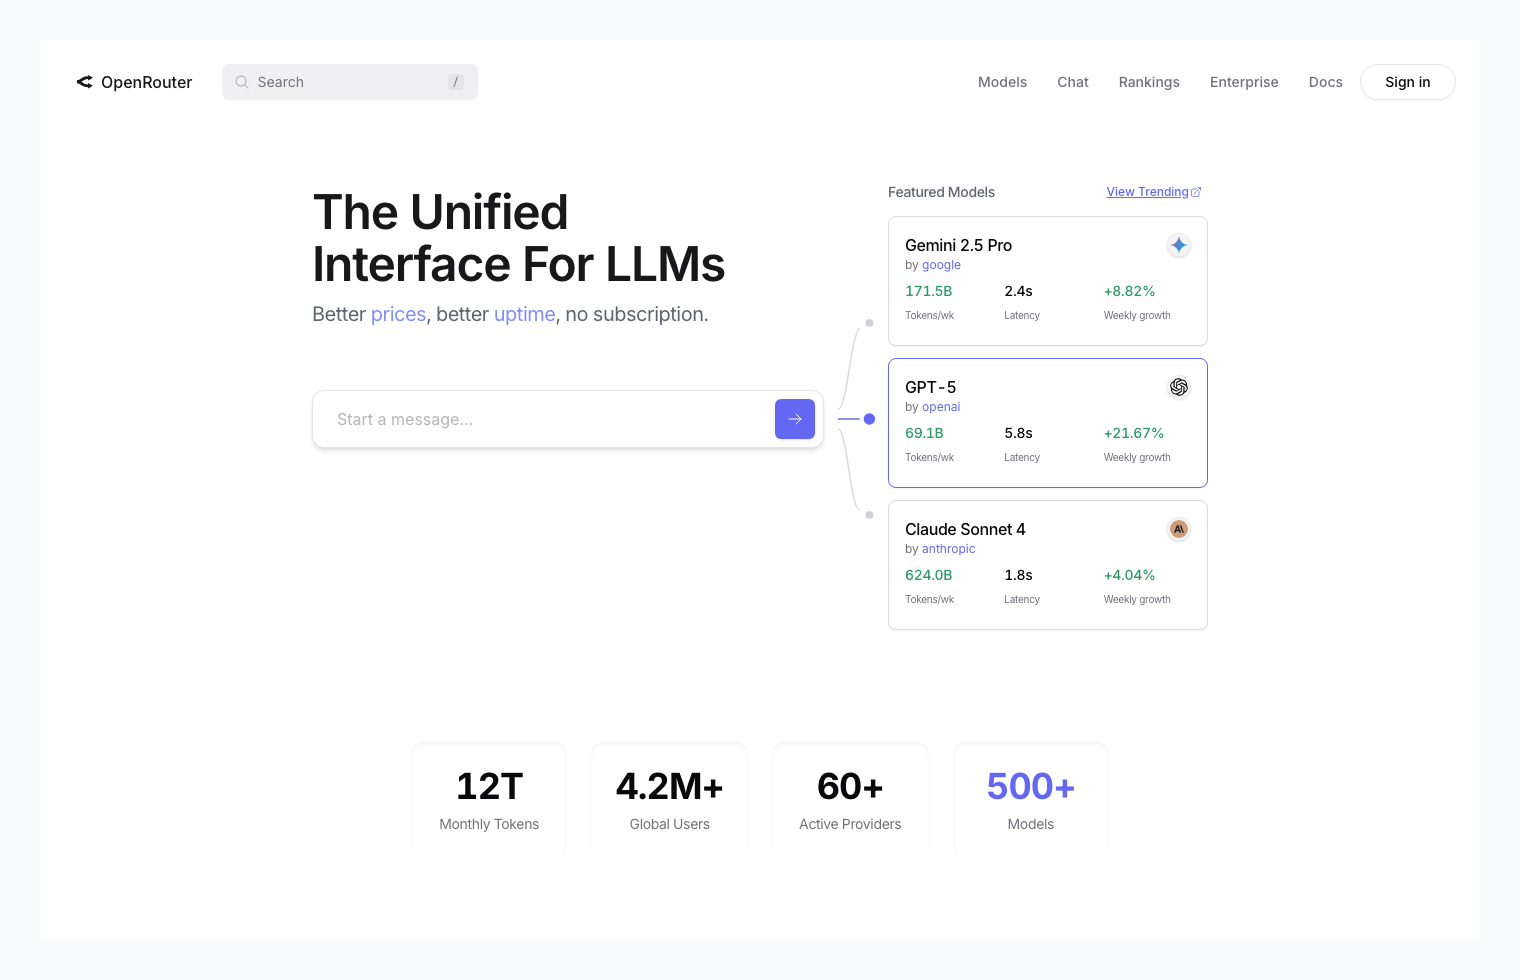 OpenRouter
Search
/
Models
Chat
Rankings
Enterprise
Docs
Sign in
The Unified
Interface For LLMs
Better prices, better uptime, no subscription.
Start a message...
Featured Models
View Trending
Gemini 2.5 Pro
by google
171.5B 2.4s +8.82%
Tokens/wk Latency Weekly growth
GPT-5
by openai
69.1B 5.8s +21.67%
Tokens/wk Latency Weekly growth
Claude Sonnet 4
by anthropic
624.0B 1.8s +4.04%
Tokens/wk Latency Weekly growth
12T
Monthly Tokens
4.2M+
Global Users
60+
Active Providers
500+
Models